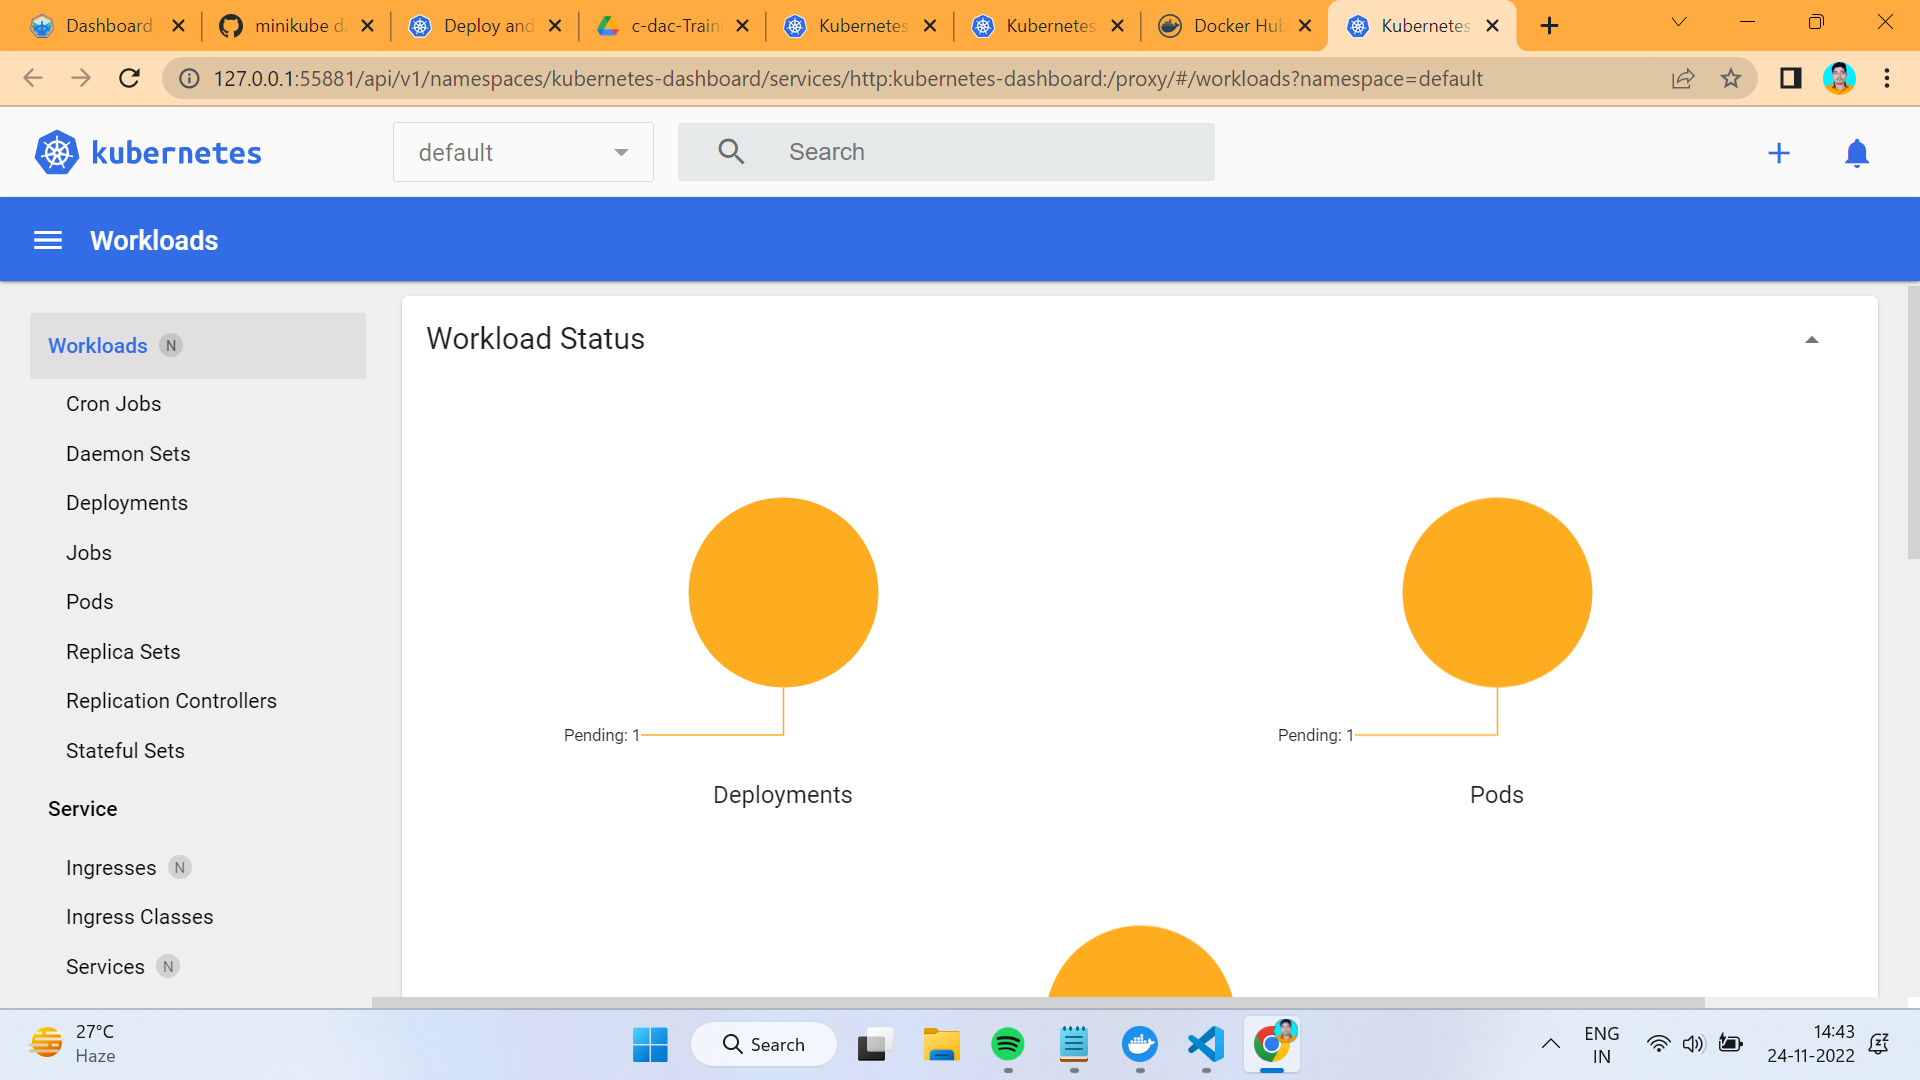 Dashboard
minikube da
Deploy and
c-dac-Traini
Kubernetes
Kubernetes
Docker Hub
Kubernetes
127.0.0.1:55881/api/v1/namespaces/kubernetes-dashboard/services/http:kubernetes-dashboard:/proxy/#/workloads?namespace=default
kubernetes
default
Search
Workloads
Workloads N
Cron Jobs
Daemon Sets
Deployments
Jobs
Pods
Replica Sets
Replication Controllers
Stateful Sets
Service
Ingresses N
Ingress Classes
Services N
Workload Status
Pending: 1
Deployments
Pending: 1
Pods
27°C
Haze
Search
ENG
IN
14:43
24-11-2022